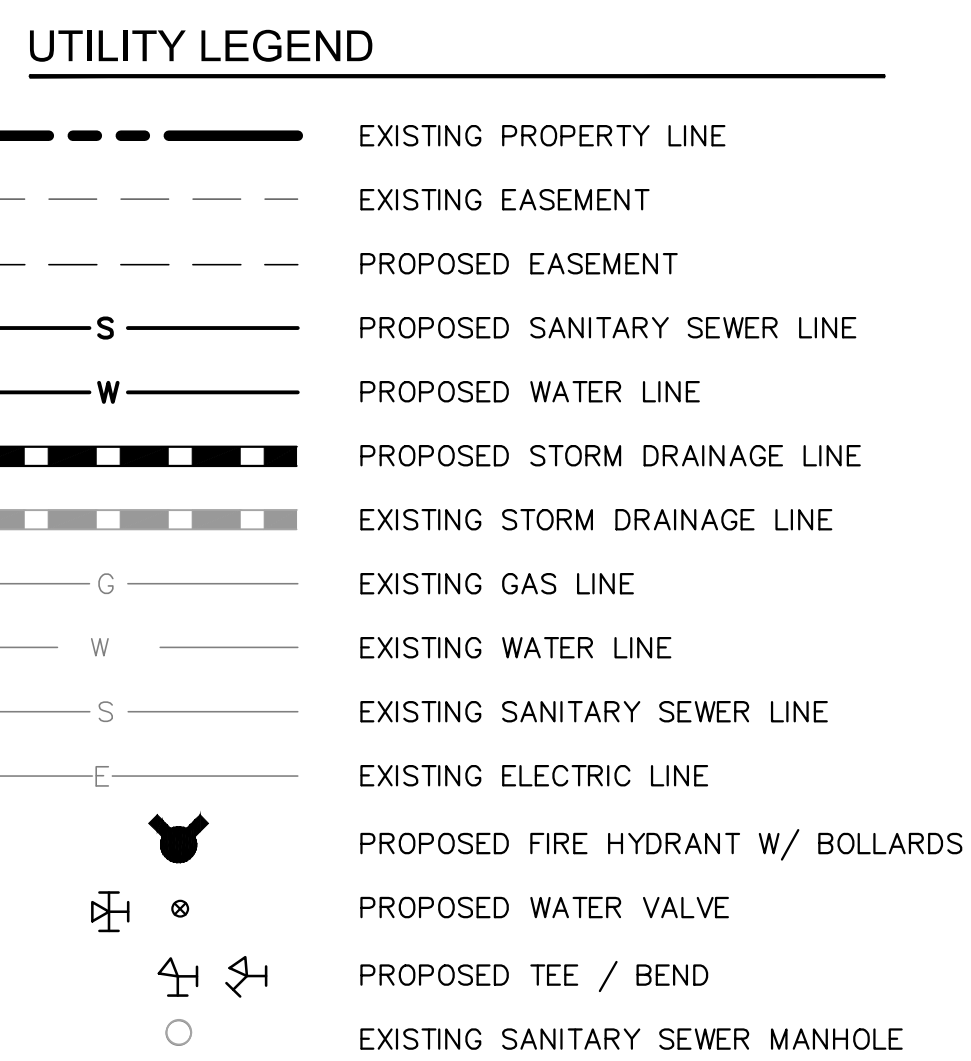 UTILITY LEGEND
EXISTING PROPERTY LINE
EXISTING EASEMENT
PROPOSED EASEMENT
S PROPOSED SANITARY SEWER LINE
W PROPOSED WATER LINE
PROPOSED STORM DRAINAGE LINE
EXISTING STORM DRAINAGE LINE
G EXISTING GAS LINE
W EXISTING WATER LINE
S EXISTING SANITARY SEWER LINE
E EXISTING ELECTRIC LINE
PROPOSED FIRE HYDRANT W/ BOLLARDS
PROPOSED WATER VALVE
PROPOSED TEE / BEND
EXISTING SANITARY SEWER MANHOLE